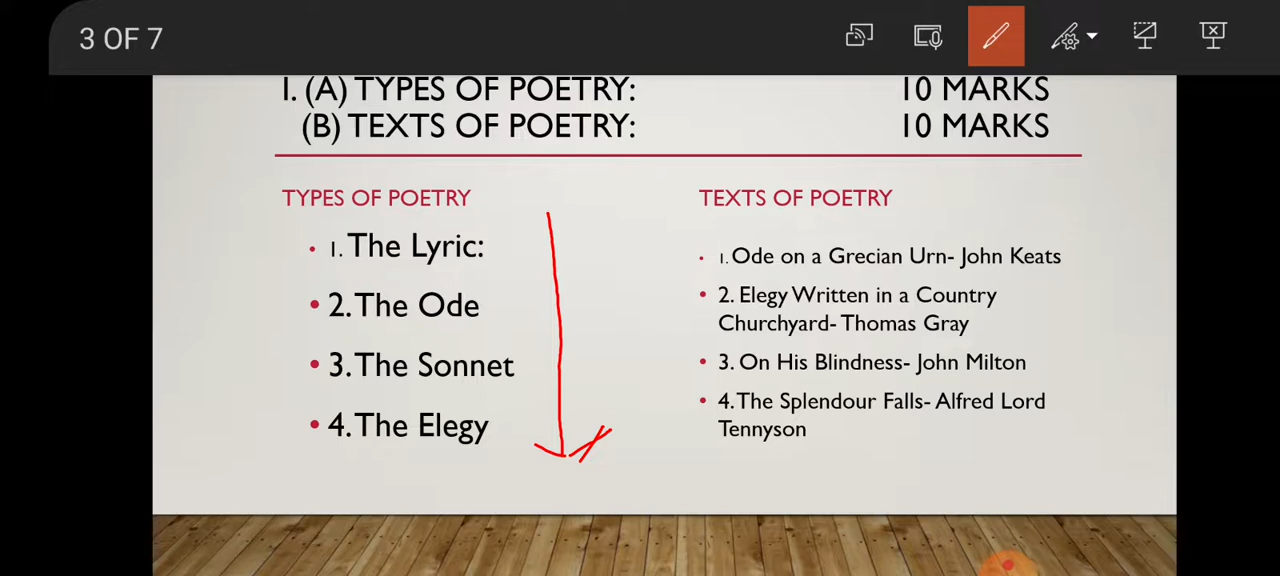 3 OF 7
1. (A) TYPES OF POETRY: 10 MARKS
(B) TEXTS OF POETRY: 10 MARKS
TYPES OF POETRY
• 1. The Lyric:
• 2. The Ode
• 3. The Sonnet
• 4. The Elegy
TEXTS OF POETRY
• 1. Ode on a Grecian Urn- John Keats
• 2. Elegy Written in a Country
Churchyard- Thomas Gray
• 3. On His Blindness- John Milton
• 4. The Splendour Falls- Alfred Lord
Tennyson